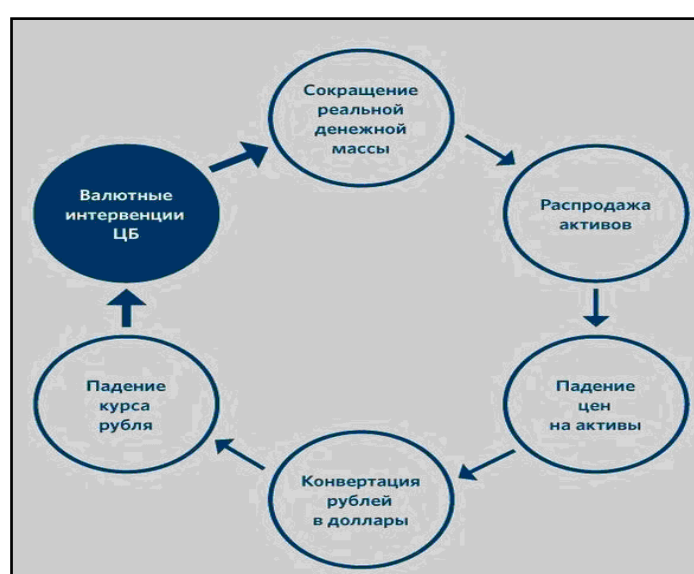 Сокращение
реальной
денежной
массы
Валютные
интервенции
ЦБ
Распродажа
активов
Падение
курса
рубля
Падение
цен
на активы
Конвертация
рублей
в доллары